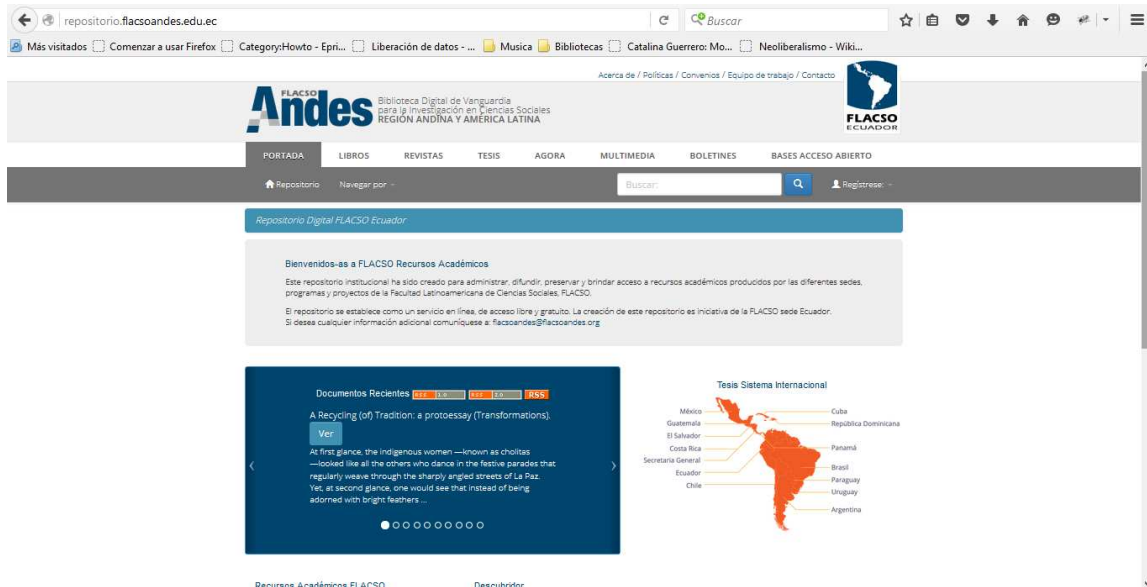 repositorio.flacsoandes.edu.ec
Buscar
Más visitados Comenzar a usar Firefox Category:Howto - Epri... Liberación de datos - ... Musica Bibliotecas Catalina Guerrero: Mo... Neoliberalismo - Wiki...
Acerca de / Políticas / Convenios / Equipo de trabajo / Contacto
FLACSO
Andes
Biblioteca Digital de Vanguardia
para la Investigación en Ciencias Sociales
REGIÓN ANDINA Y AMÉRICA LATINA
FLACSO
ECUADOR
PORTADA LIBROS REVISTAS TESIS AGORA MULTIMEDIA BOLETINES BASES ACCESO ABIERTO
Repositorio Navegar por Buscar: Regístrese:
Repositorio Digital FLACSO Ecuador
Bienvenidos-as a FLACSO Recursos Académicos
Este repositorio institucional ha sido creado para administrar, difundir, preservar y brindar acceso a recursos académicos producidos por las diferentes sedes,
programas y proyectos de la Facultad Latinoamericana de Ciencias Sociales, FLACSO.
El repositorio se establece como un servicio en línea, de acceso libre y gratuito. La creación de este repositorio es iniciativa de la FLACSO sede Ecuador.
Si desea cualquier información adicional comuníquese a: flacsoandes@flacsoandes.org
Documentos Recientes RSS 1.0 RSS 2.0 RSS
A Recycling (of) Tradition: a protoessay (Transformations).
Ver
At first glance, the indigenous women —known as cholitas
—looked like all the others who dance in the festive parades that
regularly weave through the sharply angled streets of La Paz.
Yet, at second glance, one would see that instead of being
adorned with bright feathers ...
Tesis Sistema Internacional
México
Guatemala
El Salvador
Costa Rica
Secretaría General
Ecuador
Chile
Cuba
República Dominicana
Panamá
Brasil
Paraguay
Uruguay
Argentina
Recursos Académicos FLACSO Descubridor